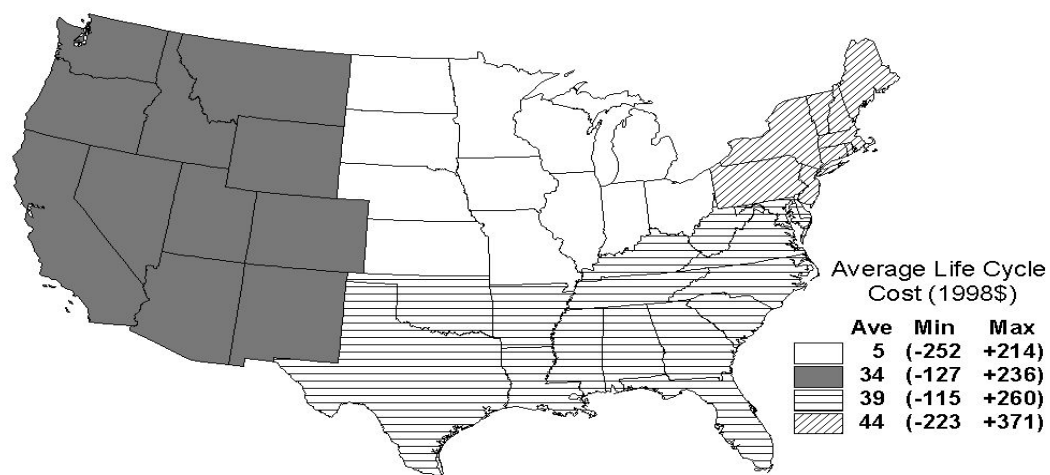 Average Life Cycle
Cost (1998$)
Ave Min Max
5 (-252 +214)
34 (-127 +236)
39 (-115 +260)
44 (-223 +371)